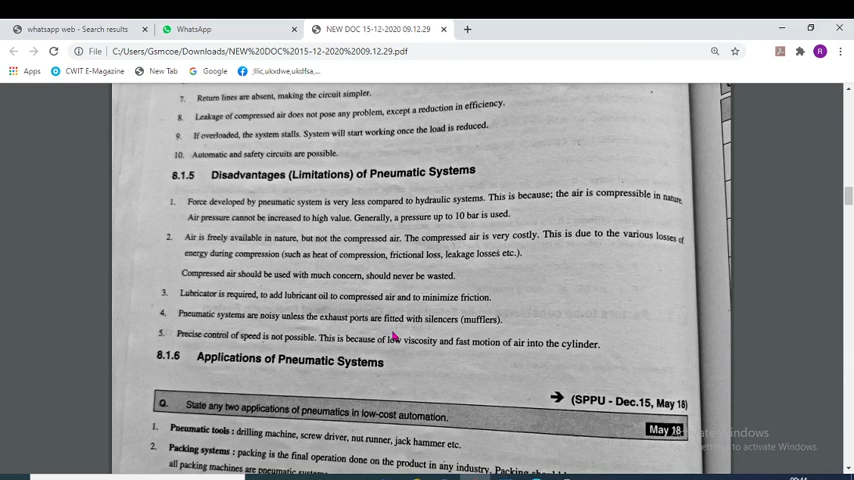 whatsapp web - Search results
WhatsApp
NEW DOC 15-12-2020 09.12.29
File
C:/Users/Gsmcoe/Downloads/NEW%20DOC%2015-12-2020%2009.12.29.pdf
Apps
CWIT E-Magazine
New Tab
Google
;llic,ukxdwe,ukdfsa,...
7. Return lines are absent, making the circuit simpler.
8. Leakage of compressed air does not pose any problem, except a reduction in efficiency.
9. If overloaded, the system stalls. System will start working once the load is reduced.
10. Automatic and safety circuits are possible.
8.1.5 Disadvantages (Limitations) of Pneumatic Systems
1. Force developed by pneumatic system is very less compared to hydraulic systems. This is because; the air is compressible in nature.
Air pressure cannot be increased to high value. Generally, a pressure up to 10 bar is used.
2. Air is freely available in nature, but not the compressed air. The compressed air is very costly. This is due to the various losses of
energy during compression (such as heat of compression, frictional loss, leakage losses etc.).
Compressed air should be used with much concern, should never be wasted.
3. Lubricator is required, to add lubricant oil to compressed air and to minimize friction.
4. Pneumatic systems are noisy unless the exhaust ports are fitted with silencers (mufflers).
5. Precise control of speed is not possible. This is because of low viscosity and fast motion of air into the cylinder.
8.1.6 Applications of Pneumatic Systems
→ (SPPU - Dec.15, May 18)
Q. State any two applications of pneumatics in low-cost automation.
May 18
1. Pneumatic tools : drilling machine, screw driver, nut runner, jack hammer etc.
2. Packing systems : packing is the final operation done on the product in any industry. Packing
all packing machines are pneumatic